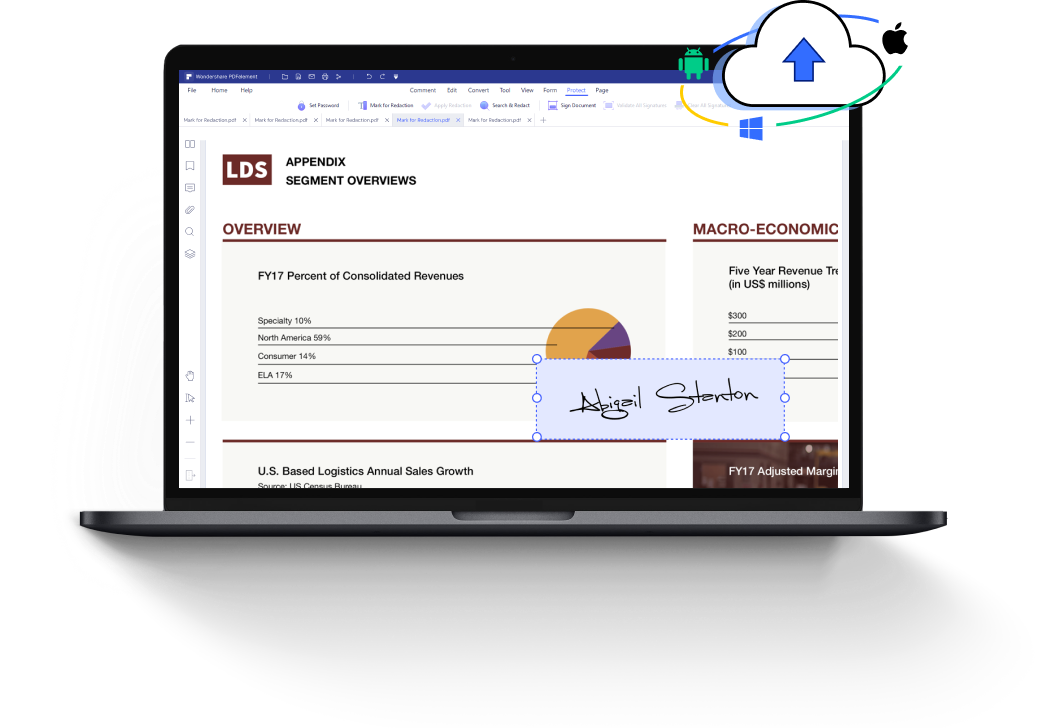 Wondershare PDFelement
File Home Help Comment Edit Convert Tool View Form Protect Page
Set Password Mark for Redaction Apply Redaction Search & Redact Sign Document Validate All Signatures Clear All Signatures
Mark for Redaction.pdf Mark for Redaction.pdf Mark for Redaction.pdf Mark for Redaction.pdf Mark for Redaction.pdf
LDS
APPENDIX
SEGMENT OVERVIEWS
OVERVIEW
FY17 Percent of Consolidated Revenues
Specialty 10%
North America 59%
Consumer 14%
ELA 17%
MACRO-ECONOMIC
Five Year Revenue Tre
(in US$ millions)
$300
$200
$100
Abigail Stanton
U.S. Based Logistics Annual Sales Growth
Source: US Census Bureau
FY17 Adjusted Margin